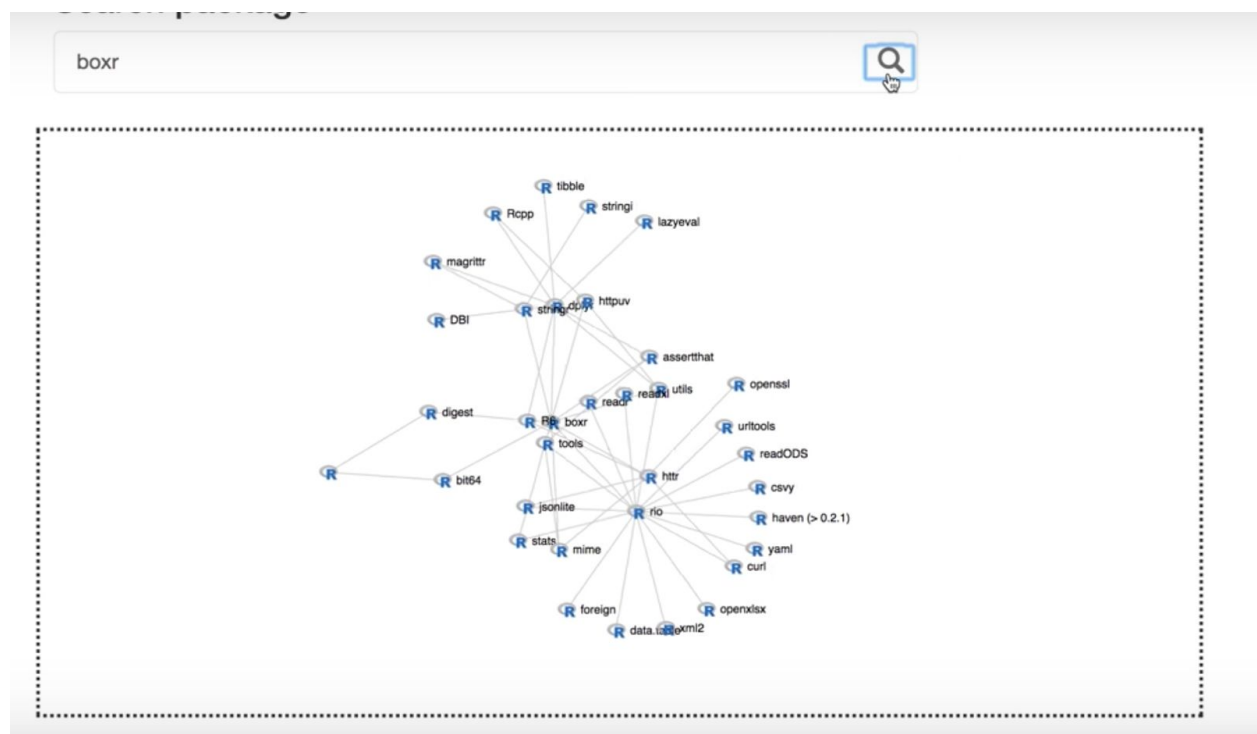 boxr
tibble
Rcpp
stringi
lazyeval
magrittr
httpuv
DBI
assertthat
openssl
utils
digest
boxr
urltools
tools
readODS
httr
bit64
csvy
jsonlite
rio
haven (> 0.2.1)
stats
mime
yaml
curl
foreign
openxlsx
xml2